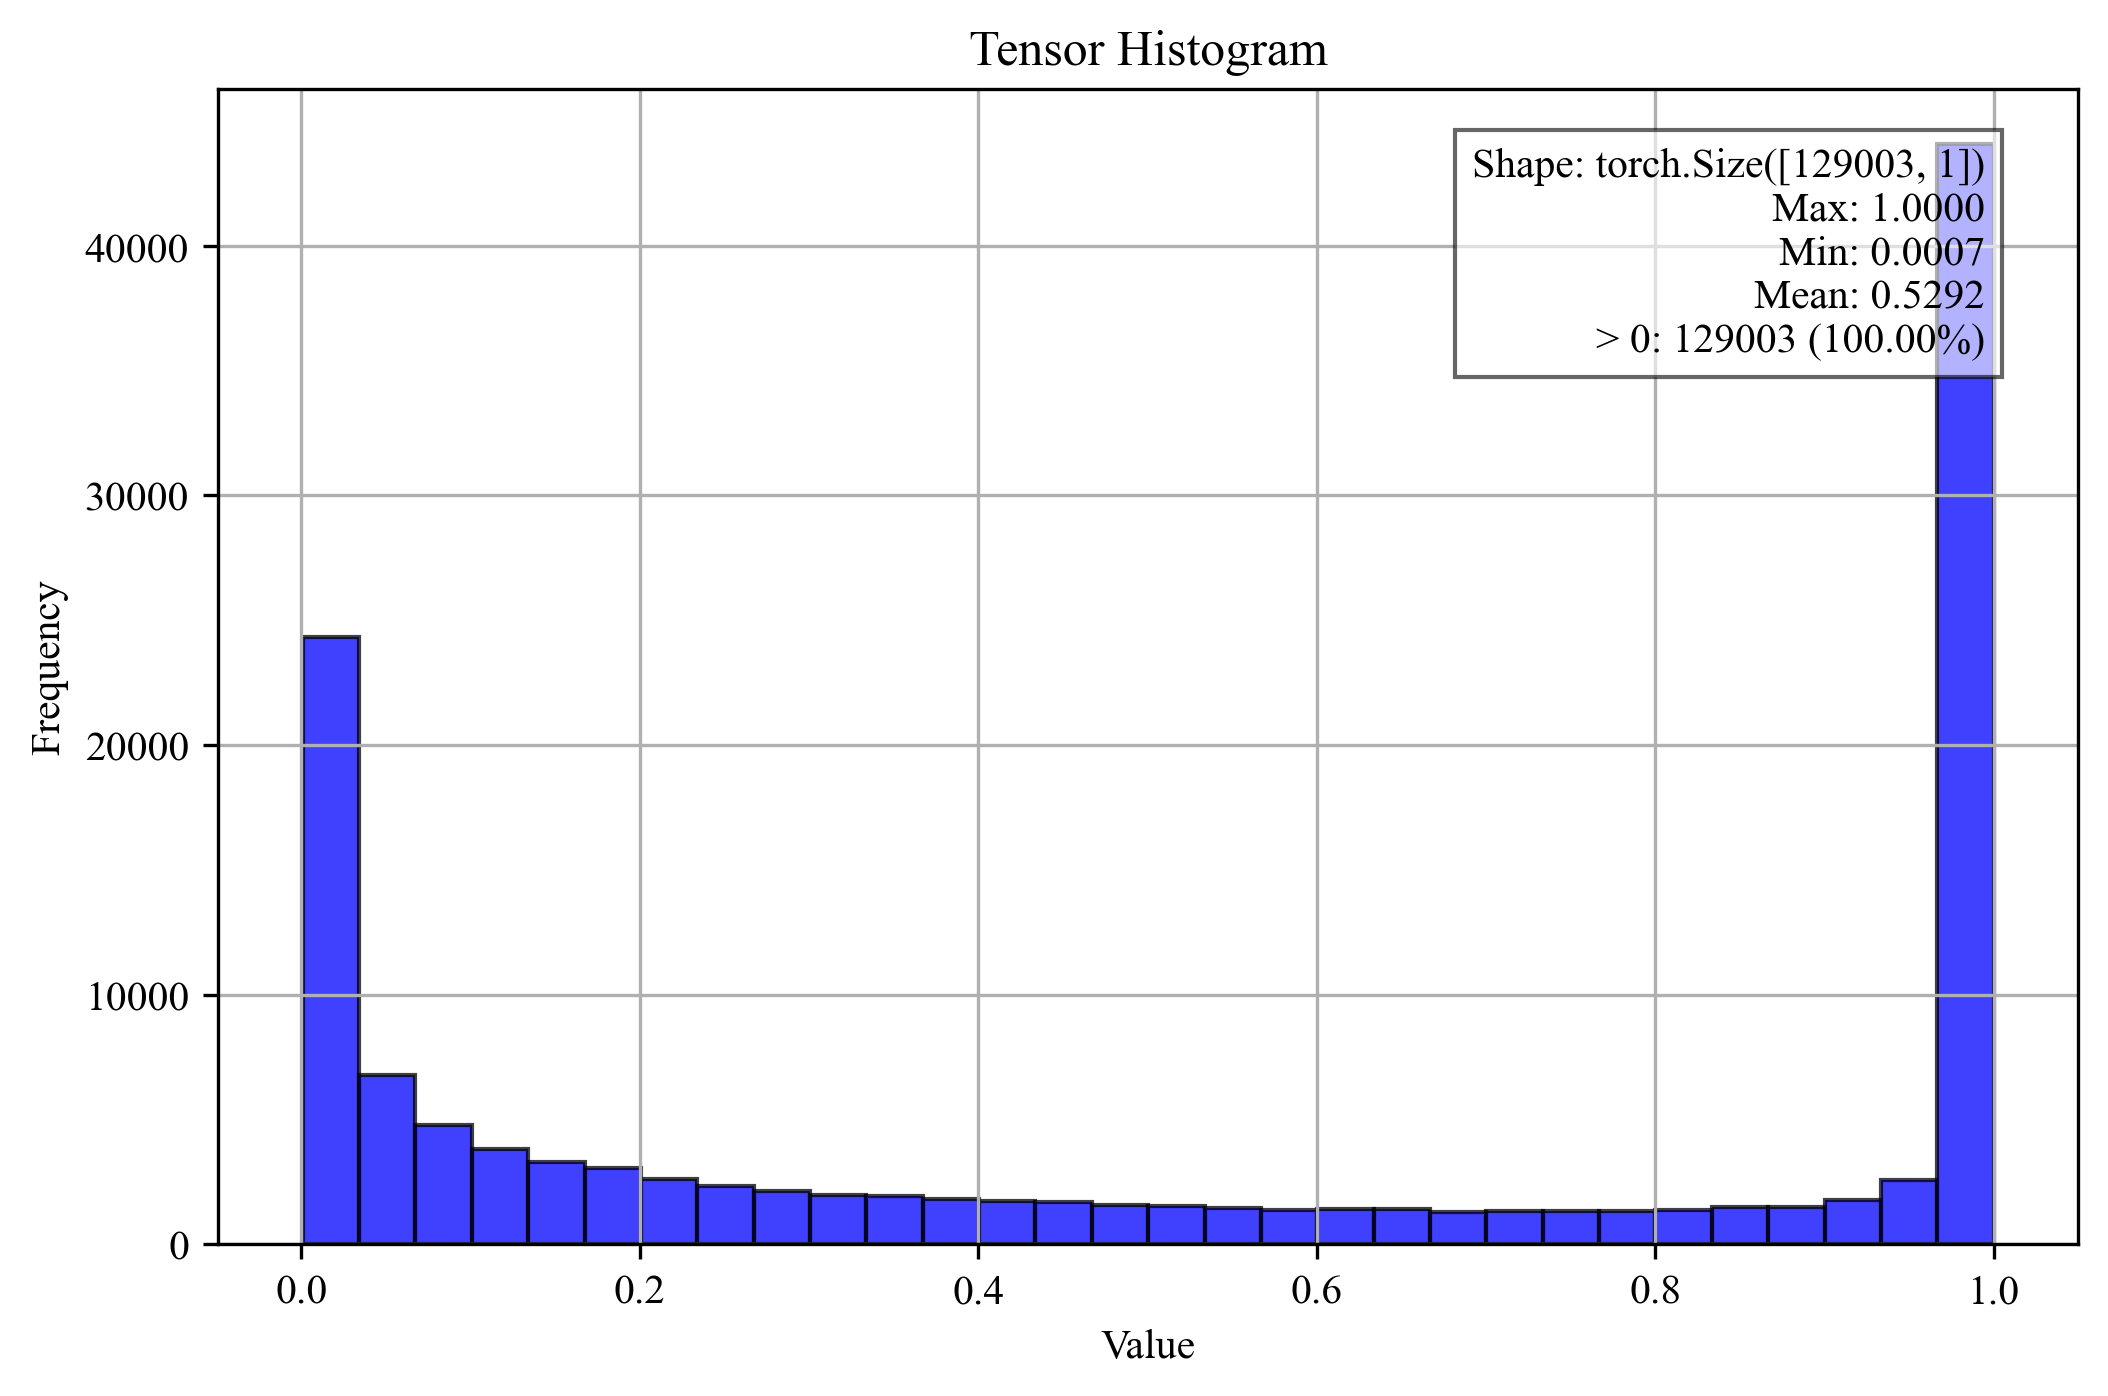 Tensor Histogram
Shape: torch.Size([129003, 1])
Max: 1.0000
Min: 0.0007
Mean: 0.5292
> 0: 129003 (100.00%)
Frequency
40000
30000
20000
10000
0
0.0 0.2 0.4 0.6 0.8 1.0
Value